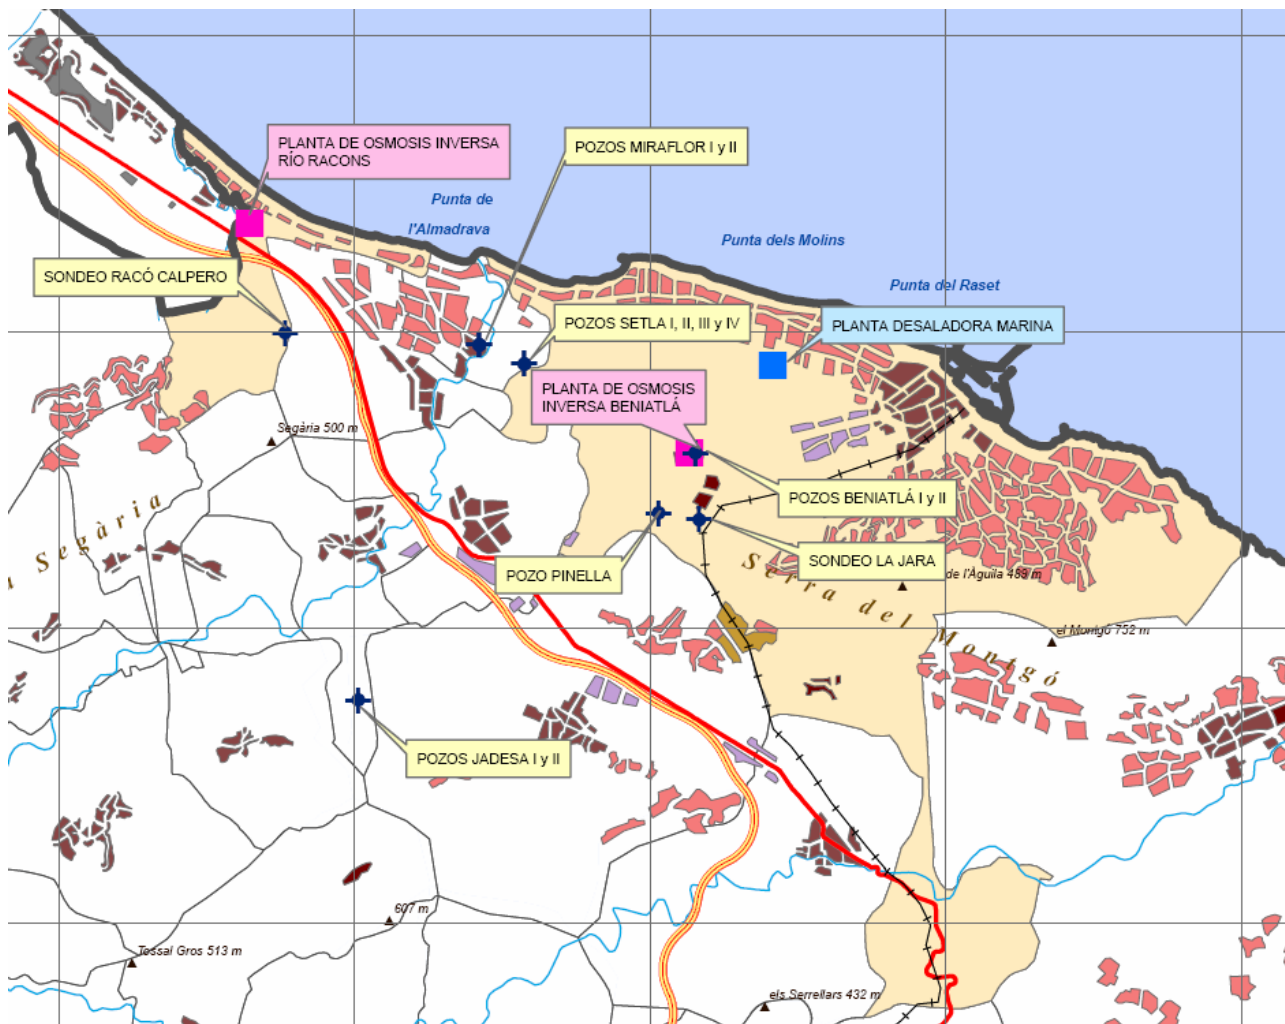 PLANTA DE OSMOSIS INVERSA
RÍO RACONS
POZOS MIRAFLOR I y II
Punta de
l'Almadrava
Punta dels Molins
SONDEO RACÓ CALPERO
Punta del Raset
POZOS SETLA I, II, III y IV
PLANTA DESALADORA MARINA
PLANTA DE OSMOSIS
INVERSA BENIATLÁ
Segària 500 m
POZOS BENIATLÁ I y II
Segària
POZO PINELLA
SONDEO LA JARA
de l'Àguila 489 m
Serra del Montgó
el Montgó 752 m
POZOS JADESA I y II
607 m
Tossal Gros 513 m
els Serrellars 432 m